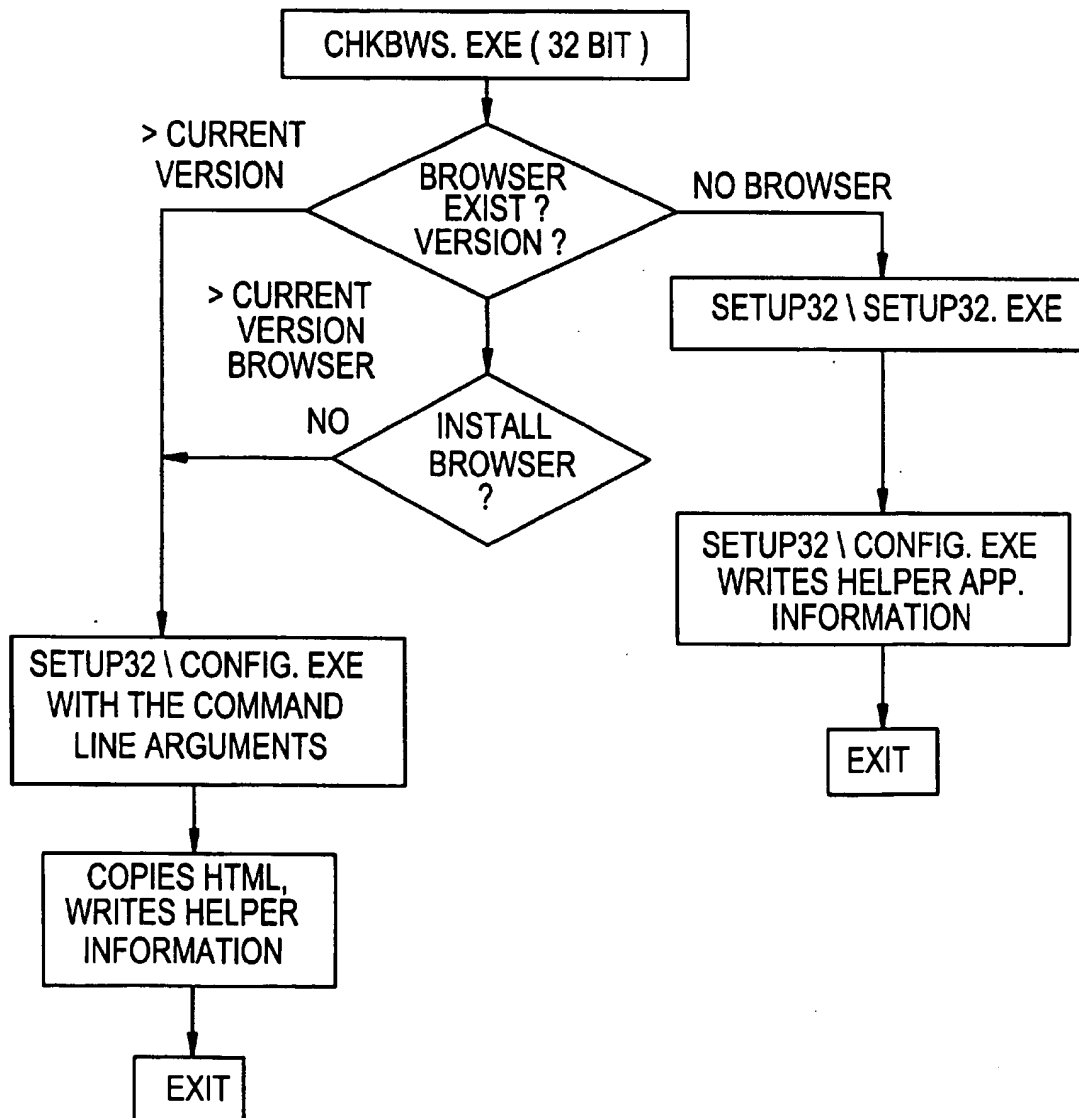 CHKBWS. EXE ( 32 BIT )
> CURRENT
VERSION
BROWSER
EXIST ?
VERSION ?
NO BROWSER
> CURRENT
VERSION
BROWSER
SETUP32 \ SETUP32. EXE
NO
INSTALL
BROWSER
?
SETUP32 \ CONFIG. EXE
WRITES HELPER APP.
INFORMATION
EXIT
SETUP32 \ CONFIG. EXE
WITH THE COMMAND
LINE ARGUMENTS
COPIES HTML,
WRITES HELPER
INFORMATION
EXIT